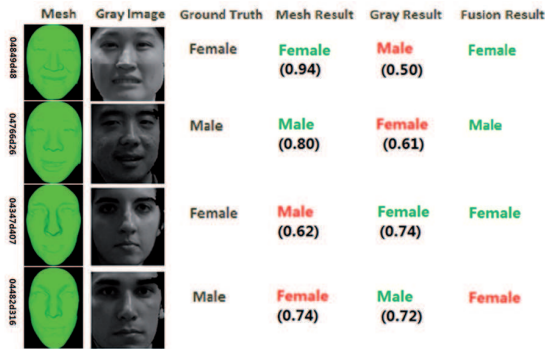 Mesh Gray Image Ground Truth Mesh Result Gray Result Fusion Result
04849d48 Female Female Male Female
(0.94) (0.50)
04766d26 Male Male Female Male
(0.80) (0.61)
04347d407 Female Male Female Female
(0.62) (0.74)
04482d316 Male Female Male Female
(0.74) (0.72)